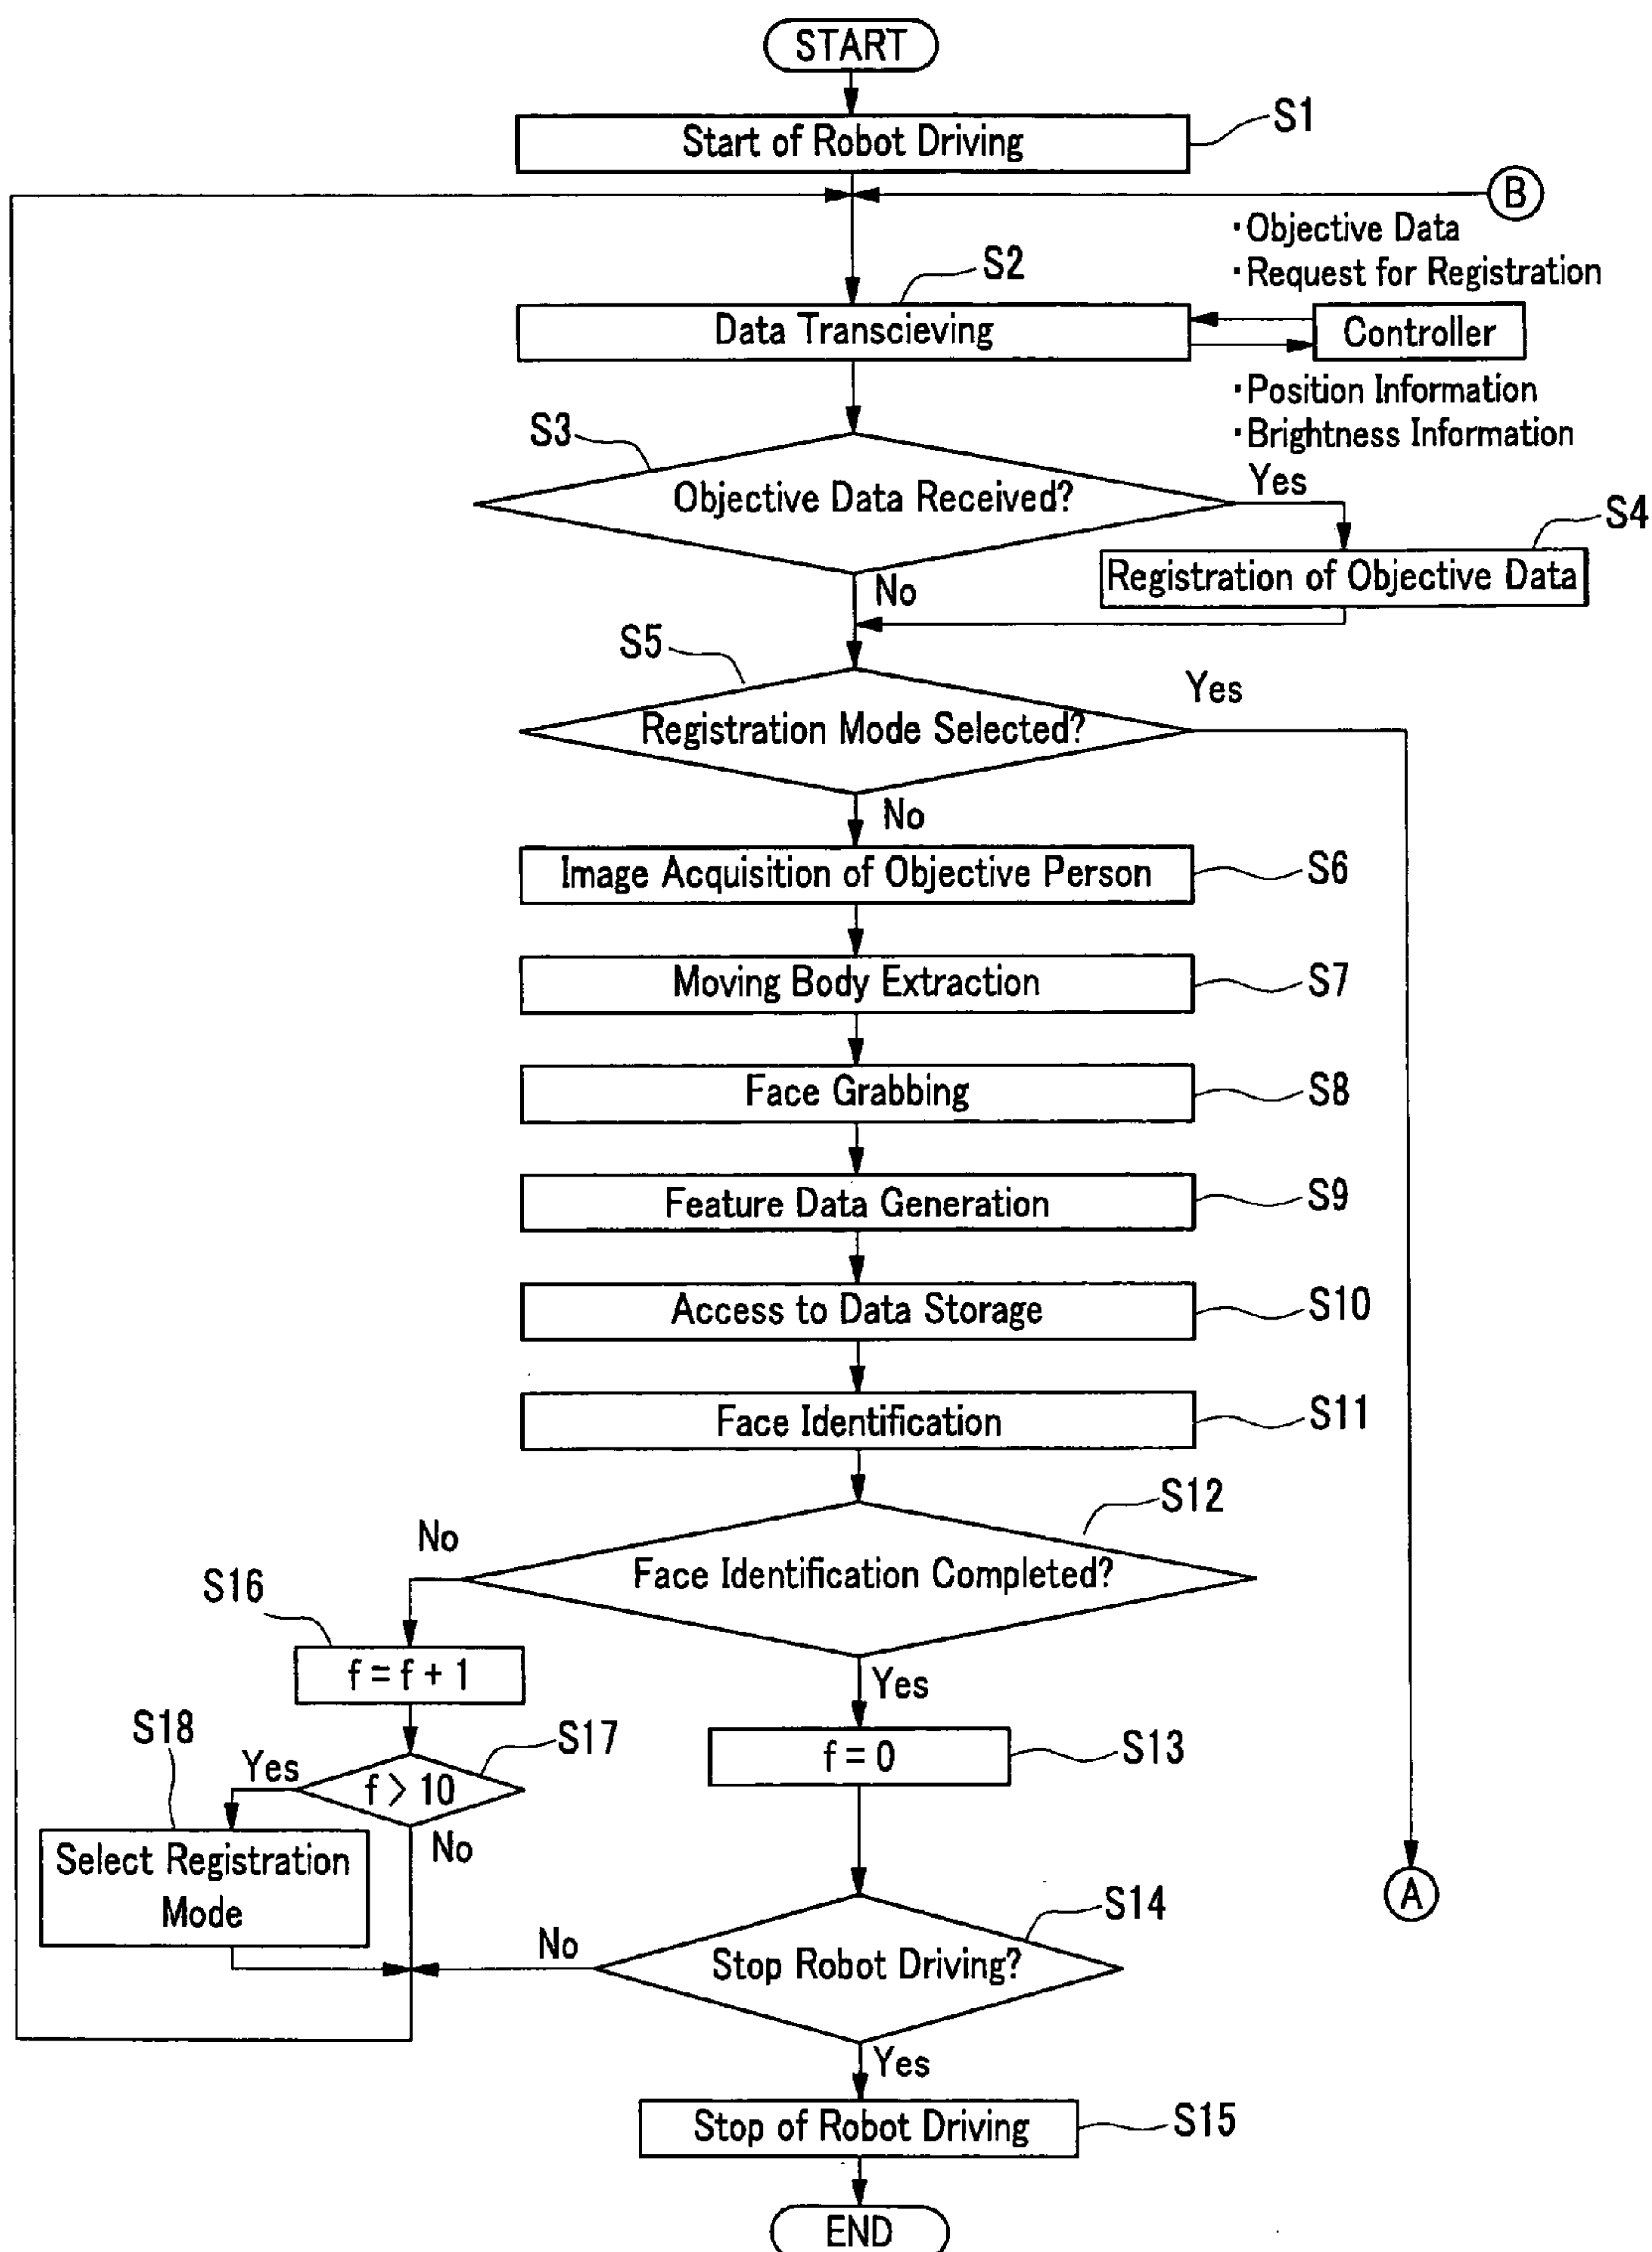 START
Start of Robot Driving
S1
B
・Objective Data
・Request for Registration
S2
Data Transcieving
Controller
・Position Information
・Brightness Information
S3
Objective Data Received?
Yes
S4
Registration of Objective Data
No
S5
Registration Mode Selected?
Yes
No
Image Acquisition of Objective Person
S6
Moving Body Extraction
S7
Face Grabbing
S8
Feature Data Generation
S9
Access to Data Storage
S10
Face Identification
S11
S12
No
Face Identification Completed?
S16
f = f + 1
Yes
S18
S17
f = 0
S13
Yes
f > 10
No
Select Registration
Mode
A
S14
No
Stop Robot Driving?
Yes
Stop of Robot Driving
S15
END